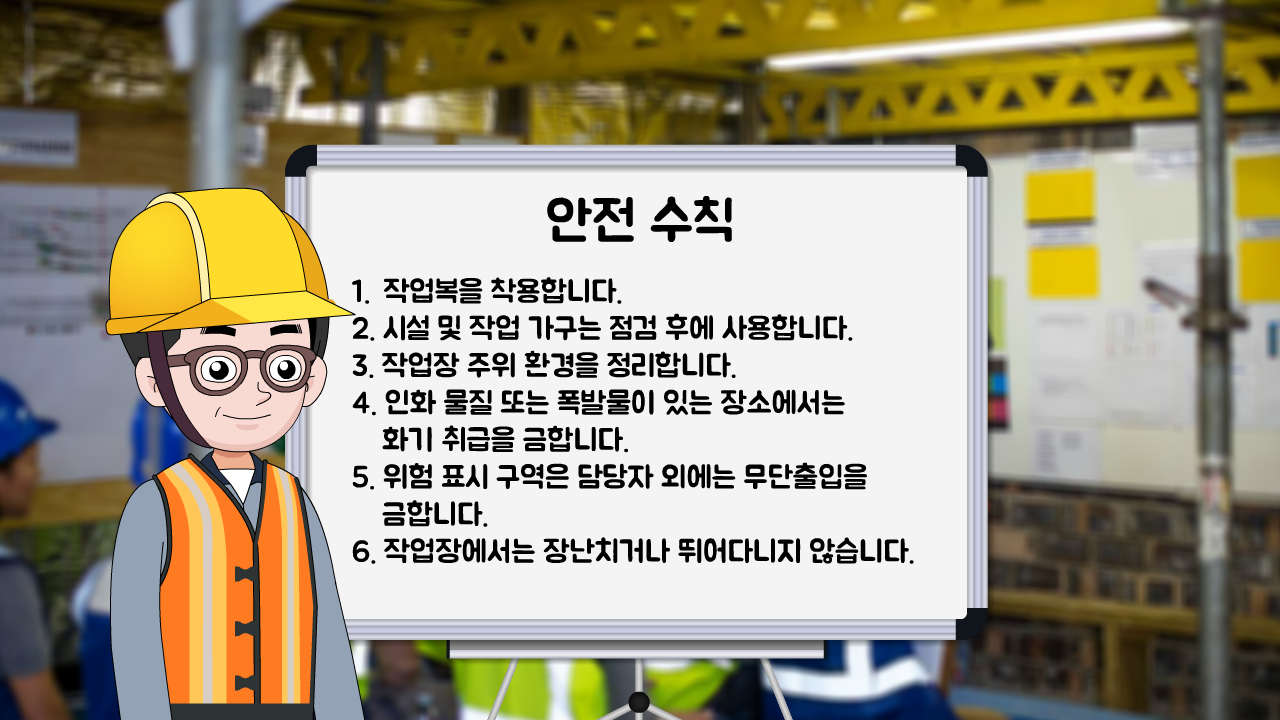 안전 수칙
1. 작업복을 착용합니다.
2. 시설 및 작업 가구는 점검 후에 사용합니다.
3. 작업장 주위 환경을 정리합니다.
4. 인화 물질 또는 폭발물이 있는 장소에서는
화기 취급을 금합니다.
5. 위험 표시 구역은 담당자 외에는 무단출입을
금합니다.
6. 작업장에서는 장난치거나 뛰어다니지 않습니다.